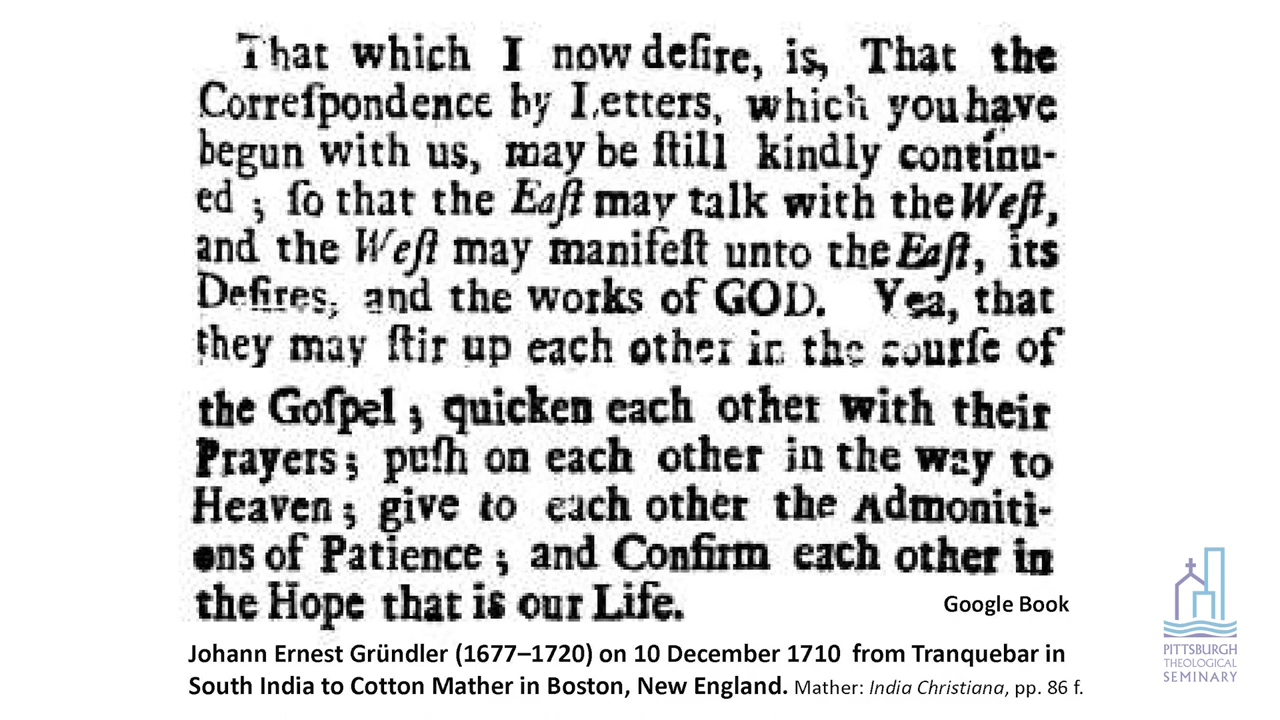 That which I now deſire, is, That the
Correſpondence by Letters, which you have
begun with us, may be ſtill kindly continu-
ed ; ſo that the Eaſt may talk with the Weſt,
and the Weſt may manifeſt unto the Eaſt, its
Deſires, and the works of GOD. Yea, that
they may ſtir up each other in the courſe of
the Goſpel ; quicken each other with their
Prayers ; puſh on each other in the way to
Heaven ; give to each other the Admoniti-
ons of Patience ; and Confirm each other in
the Hope that is our Life.
Google Book
Johann Ernest Gründler (1677–1720) on 10 December 1710 from Tranquebar in
South India to Cotton Mather in Boston, New England. Mather: India Christiana, pp. 86 f.
PITTSBURGH
THEOLOGICAL
SEMINARY